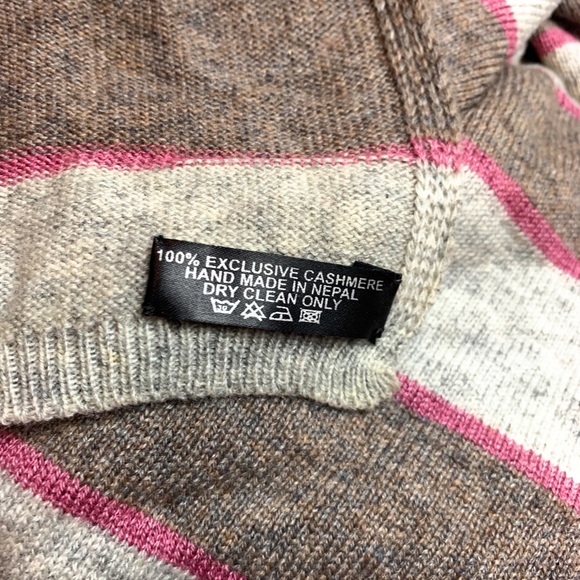 100% EXCLUSIVE CASHMERE
HAND MADE IN NEPAL
DRY CLEAN ONLY